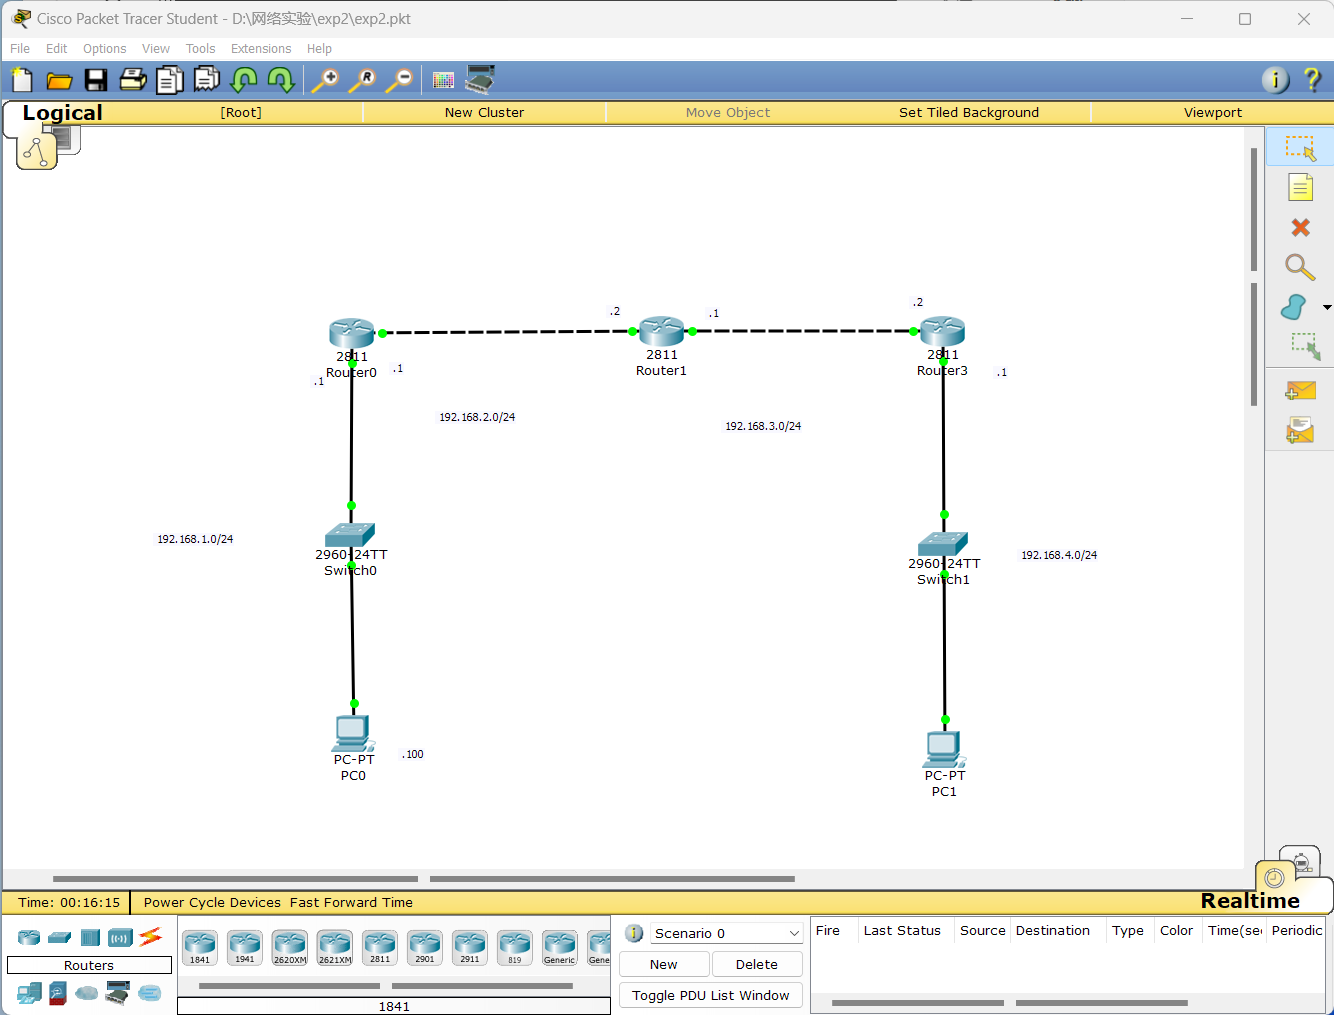 Cisco Packet Tracer Student - D:\网络实验\exp2\exp2.pkt
File Edit Options View Tools Extensions Help
Logical [Root] New Cluster Move Object Set Tiled Background Viewport
.2 .1 .2
2811 2811 2811
Router0 Router1 Router3
.1 .1 .1
192.168.2.0/24 192.168.3.0/24
192.168.1.0/24
2960-24TT
Switch0
2960-24TT
Switch1
192.168.4.0/24
PC-PT
PC0
.100
PC-PT
PC1
Time: 00:16:15 Power Cycle Devices Fast Forward Time Realtime
Routers
1841 1941 2620XM 2621XM 2811 2901 2911 819 Generic Gene
1841
Scenario 0
New Delete
Toggle PDU List Window
Fire Last Status Source Destination Type Color Time(sec Periodic